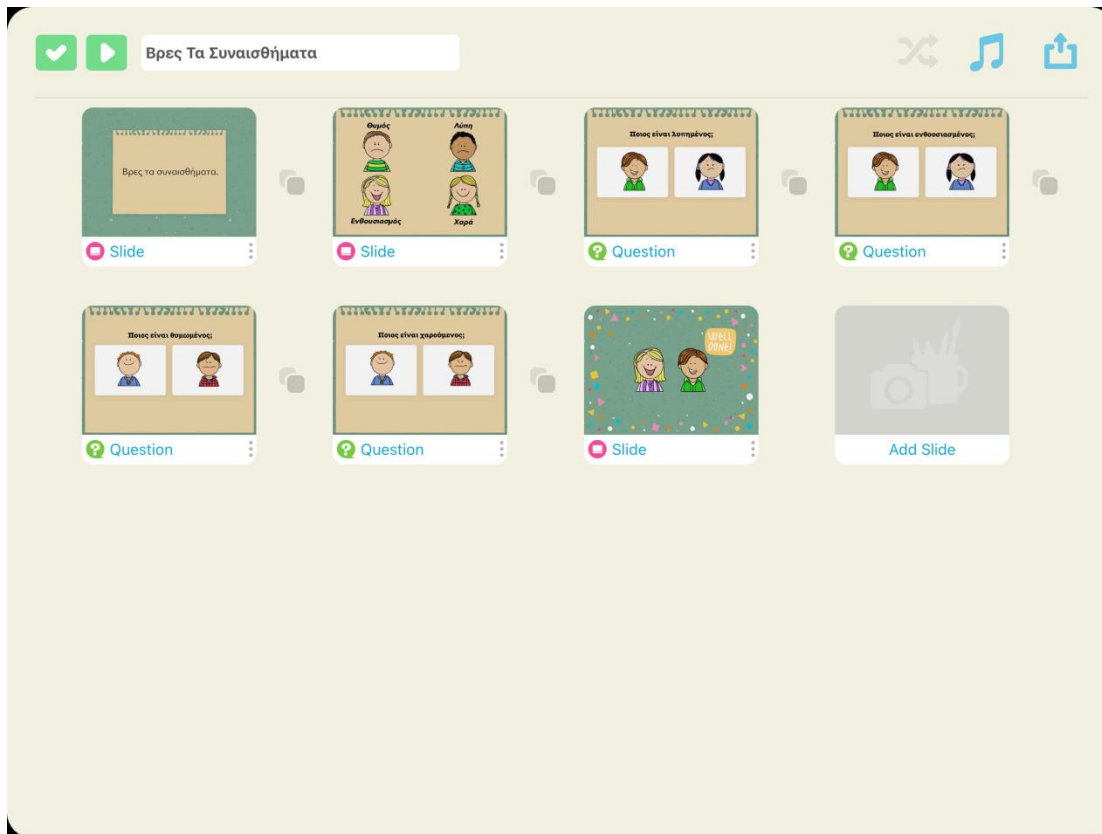 Βρες Τα Συναισθήματα
Βρες τα συναισθήματα.
Slide
Θυμός Λύπη
Ενθουσιασμός Χαρά
Slide
Ποιος είναι λυπημένος;
Question
Ποιος είναι ενθουσιασμένος;
Question
Ποιος είναι θυμωμένος;
Question
Ποιος είναι χαρούμενος;
Question
WELL
DONE!
Slide
Add Slide